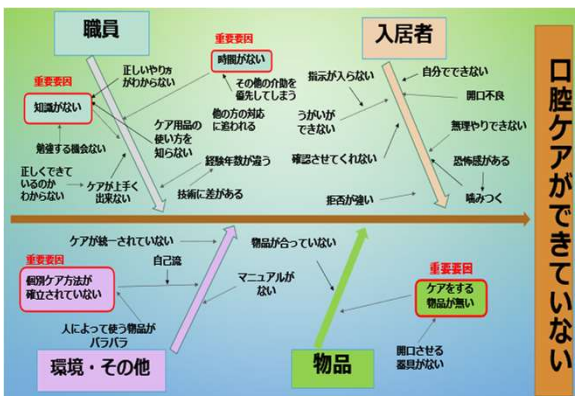 職員
入居者
重要要因
時間がない
正しいやり方
がわからない
重要要因
知識がない
その他の介助を
優先してしまう
他の方の対応
に追われる
ケア用品の
使い方を
知らない
勉強する機会ない
正しくできて
いるのか
わからない
ケアが上手く
出来ない
経験年数が違う
技術に差がある
指示が入らない
自分でできない
開口不良
うがいが
できない
無理やりできない
確認させてくれない
恐怖感がある
拒否が強い
噛みつく
口腔ケアができていない
ケアが統一されていない
物品が合っていない
重要要因
個別ケア方法が
確立されていない
自己流
マニュアルが
ない
重要要因
ケアをする
物品が無い
人によって使う物品が
バラバラ
開口させる
器具がない
環境・その他
物品